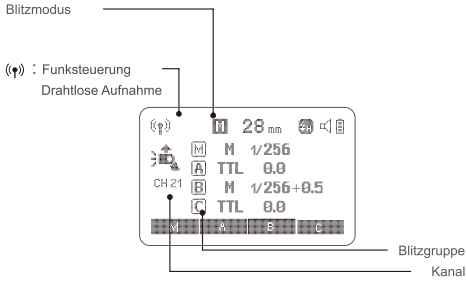 Blitzmodus
: Funksteuerung
Drahtlose Aufnahme
M 28 mm H
M M 1/256
A TTL 0.0
CH 21
B M 1/256+0.5
C TTL 0.0
M A B C
Blitzgruppe
Kanal